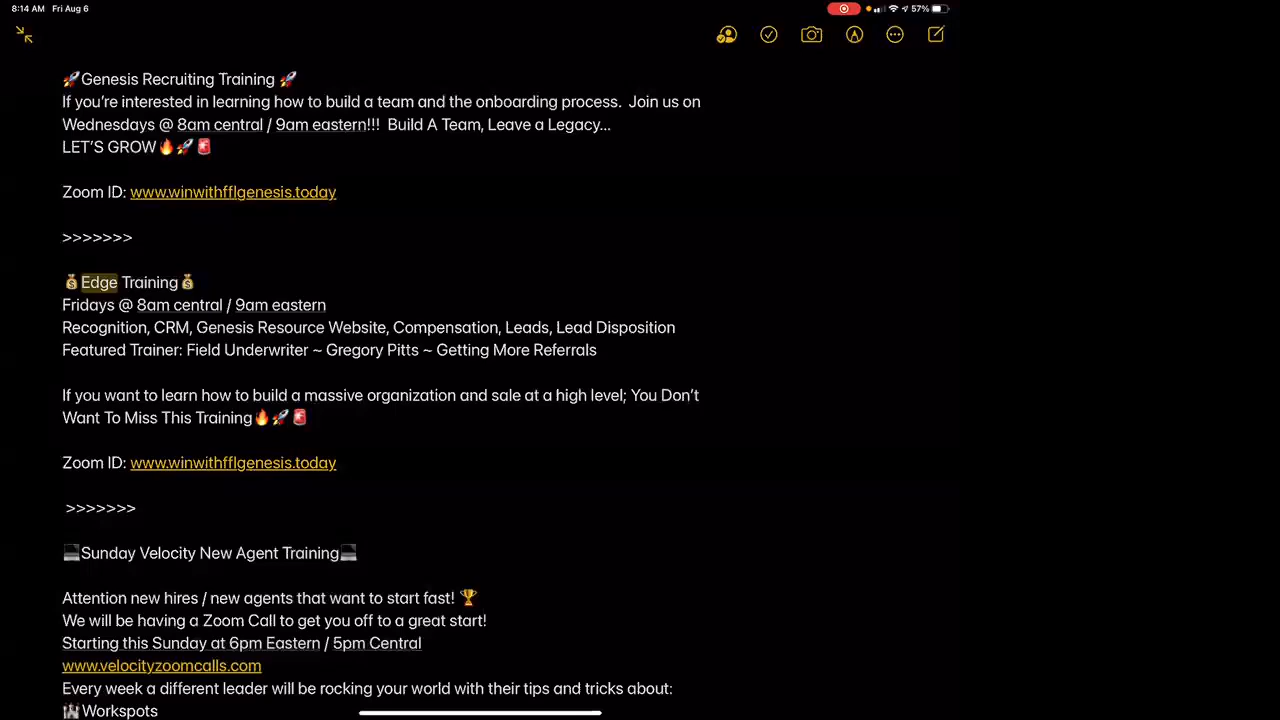 8:14 AM Fri Aug 6
57%
🚀Genesis Recruiting Training 🚀
If you’re interested in learning how to build a team and the onboarding process.  Join us on
Wednesdays @ 8am central / 9am eastern!!!  Build A Team, Leave a Legacy...
LET’S GROW🔥🚀🚨
Zoom ID: www.winwithfflgenesis.today
>>>>>>>
💰Edge Training💰
Fridays @ 8am central / 9am eastern
Recognition, CRM, Genesis Resource Website, Compensation, Leads, Lead Disposition
Featured Trainer: Field Underwriter ~ Gregory Pitts ~ Getting More Referrals
If you want to learn how to build a massive organization and sale at a high level; You Don’t
Want To Miss This Training🔥🚀🚨
Zoom ID: www.winwithfflgenesis.today
>>>>>>>
💻Sunday Velocity New Agent Training💻
Attention new hires / new agents that want to start fast! 🏆
We will be having a Zoom Call to get you off to a great start!
Starting this Sunday at 6pm Eastern / 5pm Central
www.velocityzoomcalls.com
Every week a different leader will be rocking your world with their tips and tricks about:
Workspots